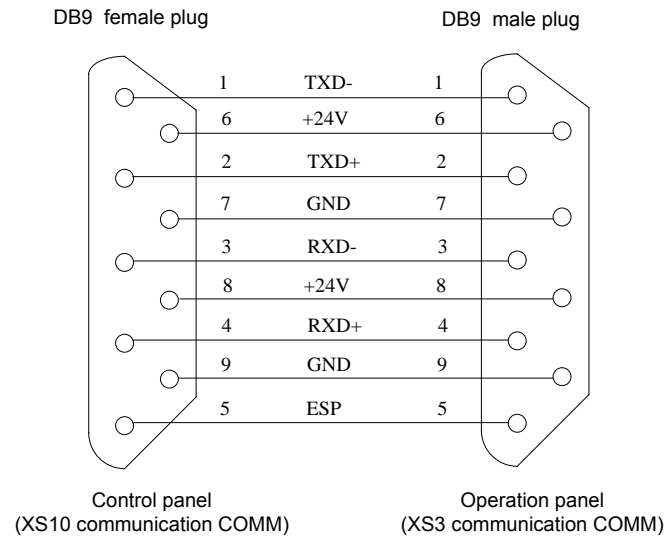 DB9 female plug
DB9 male plug
1 TXD- 1
6 +24V 6
2 TXD+ 2
7 GND 7
3 RXD- 3
8 +24V 8
4 RXD+ 4
9 GND 9
5 ESP 5
Control panel
(XS10 communication COMM)
Operation panel
(XS3 communication COMM)